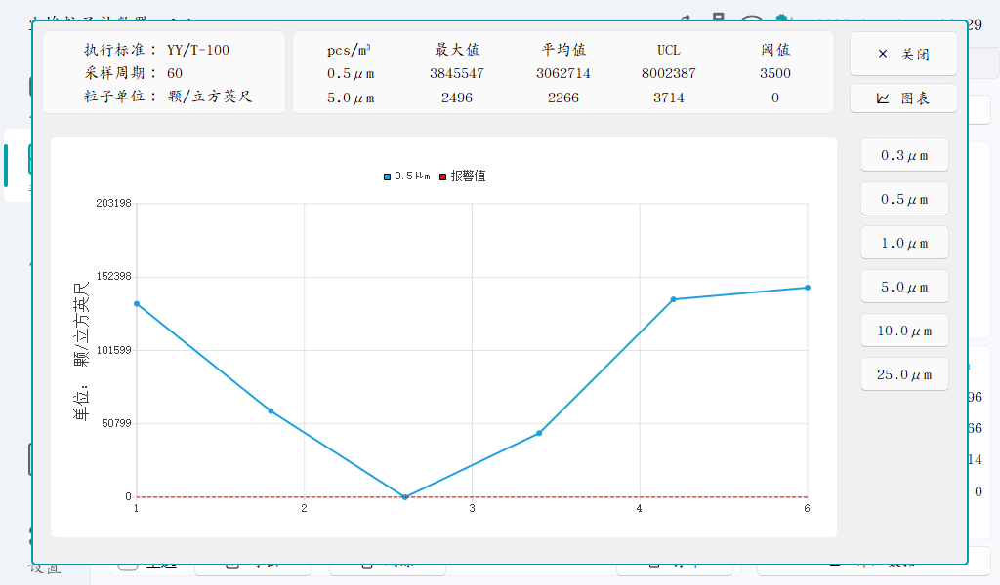 执行标准： YY/T-100
采样周期： 60
粒子单位： 颗/立方英尺
pcs/m³ 最大值 平均值 UCL 阈值
0.5μm 3845547 3062714 8002387 3500
5.0μm 2496 2266 3714 0
× 关闭
图表
0.3μm
0.5μm
1.0μm
5.0μm
10.0μm
25.0μm
0.5μm 报警值
单位： 颗/立方英尺
203198
152398
101599
50799
0
1 2 3 4 6
29
96
66
14
0
设置